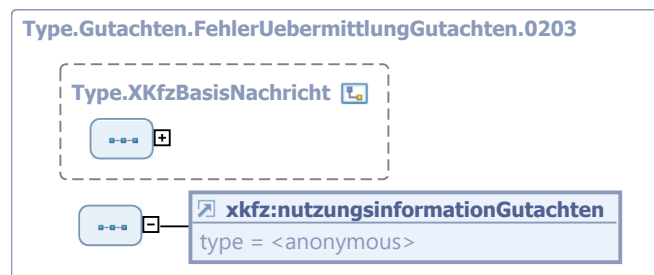 Type.Gutachten.FehlerUebermittlungGutachten.0203
Type.XKfzBasisNachricht
xkfz:nutzungsinformationGutachten
type = <anonymous>